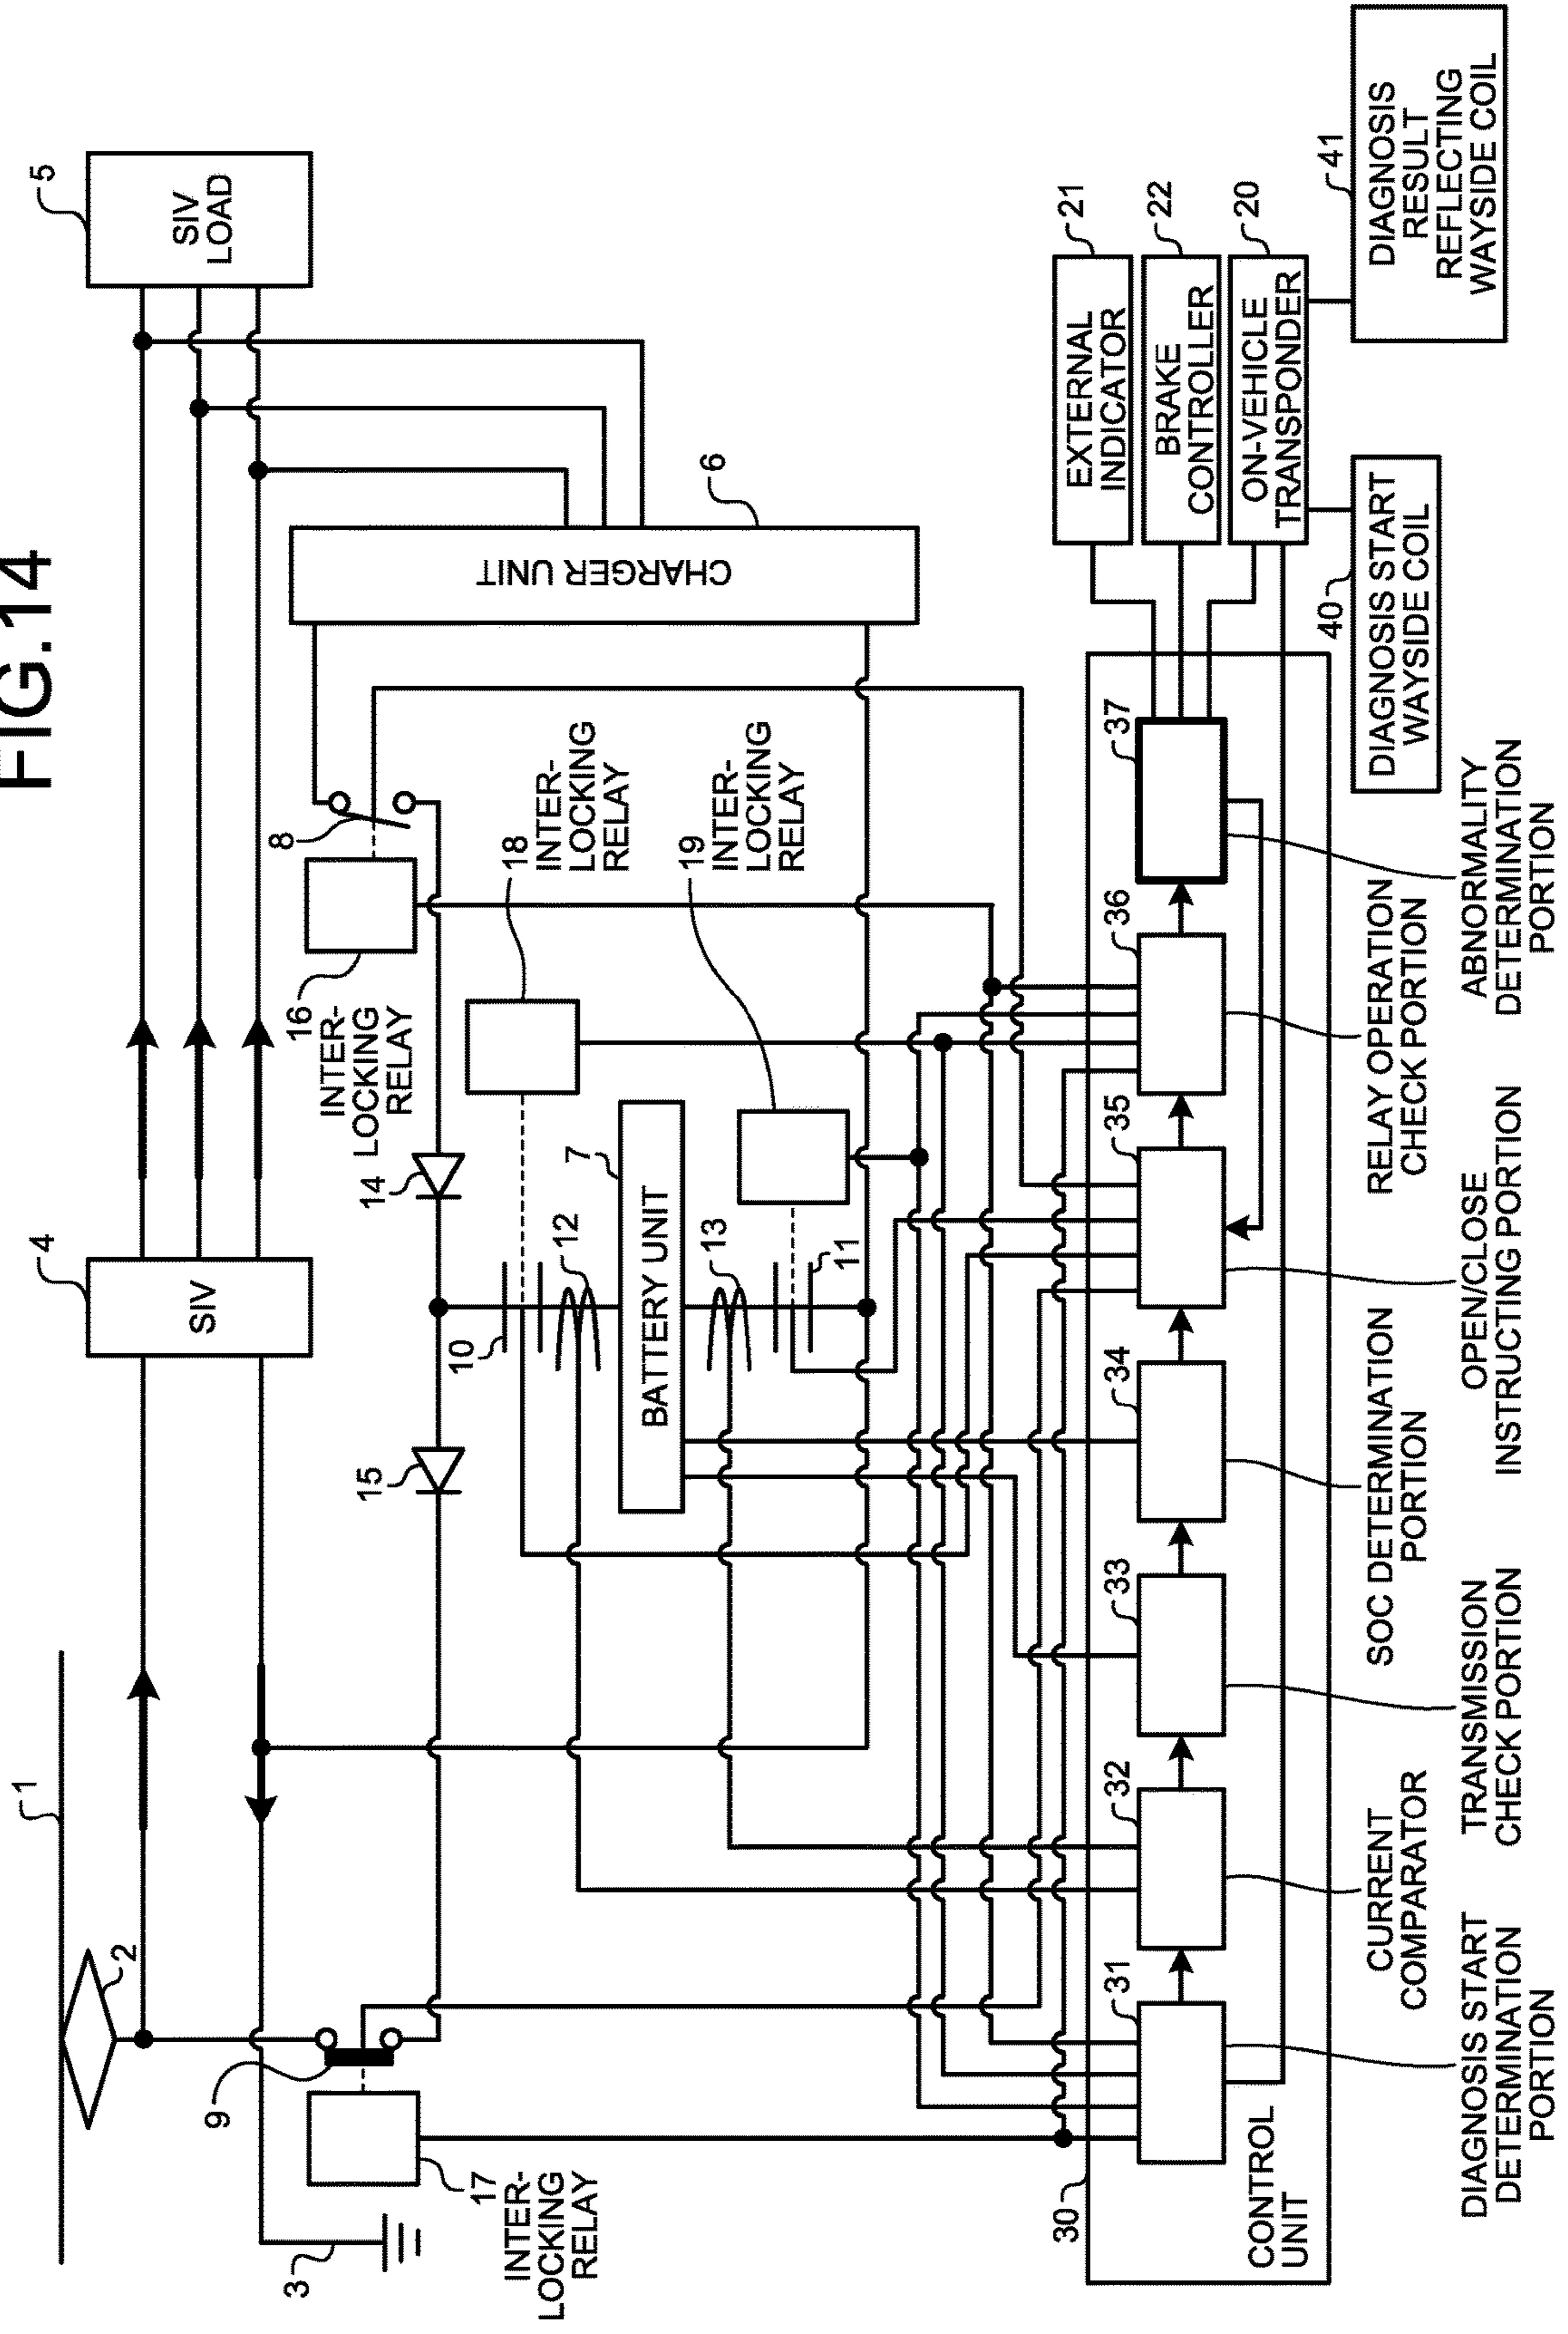 FIG.14
1
2
3
4
SIV
5
SIV
LOAD
6
CHARGER UNIT
8
9
16
INTER-
LOCKING
RELAY
17
INTER-
LOCKING
RELAY
18
INTER-
LOCKING
RELAY
19
INTER-
LOCKING
RELAY
14
15
10
12
7
BATTERY UNIT
13
11
30
CONTROL
UNIT
31
32
33
34
35
36
37
21
EXTERNAL
INDICATOR
22
BRAKE
CONTROLLER
20
ON-VEHICLE
TRANSPONDER
40
DIAGNOSIS START
WAYSIDE COIL
41
DIAGNOSIS
RESULT
REFLECTING
WAYSIDE COIL
DIAGNOSIS START
DETERMINATION
PORTION
CURRENT
COMPARATOR
TRANSMISSION
CHECK PORTION
SOC DETERMINATION
PORTION
OPEN/CLOSE
INSTRUCTING PORTION
RELAY OPERATION
CHECK PORTION
ABNORMALITY
DETERMINATION
PORTION